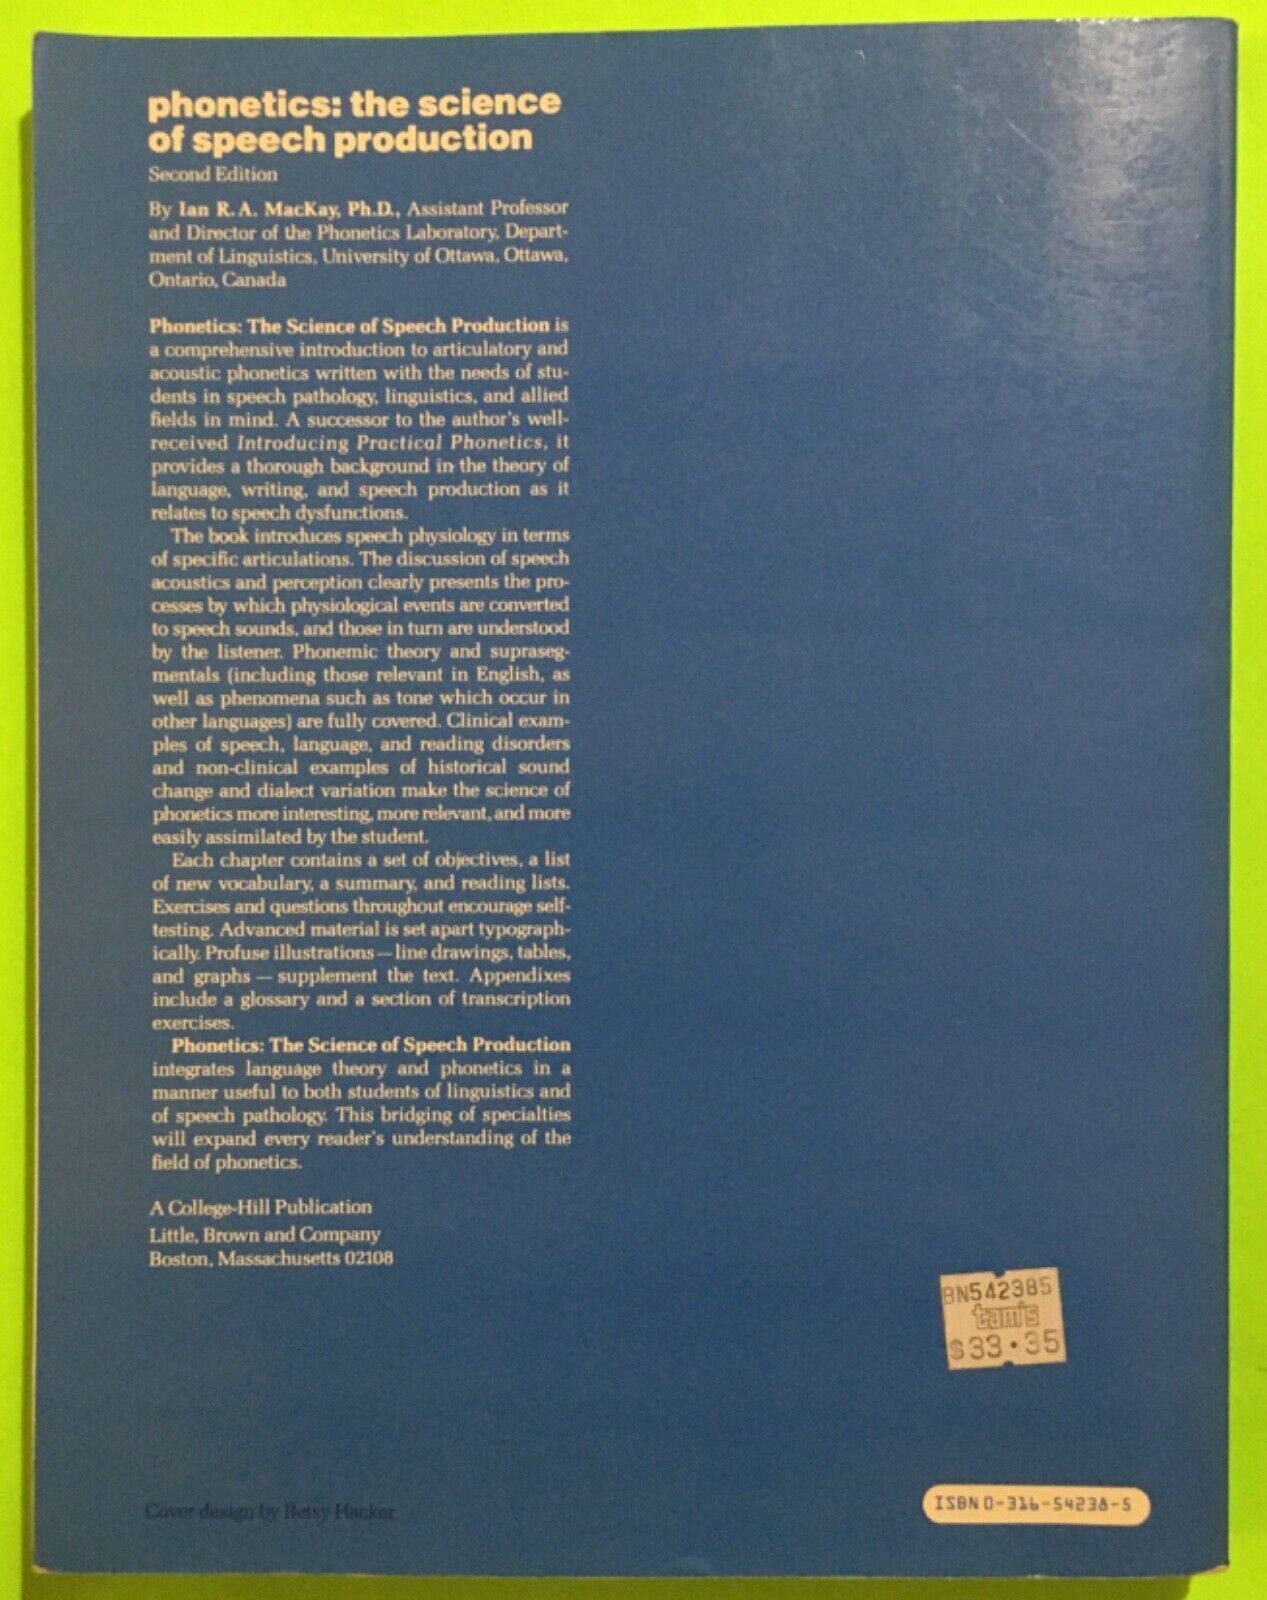 phonetics: the science
of speech production
Second Edition
By Ian R. A. MacKay, Ph.D., Assistant Professor
and Director of the Phonetics Laboratory, Depart-
ment of Linguistics, University of Ottawa, Ottawa,
Ontario, Canada
Phonetics: The Science of Speech Production is
a comprehensive introduction to articulatory and
acoustic phonetics written with the needs of stu-
dents in speech pathology, linguistics, and allied
fields in mind. A successor to the author's well-
received Introducing Practical Phonetics, it
provides a thorough background in the theory of
language, writing, and speech production as it
relates to speech dysfunctions.
The book introduces speech physiology in terms
of specific articulations. The discussion of speech
acoustics and perception clearly presents the pro-
cesses by which physiological events are converted
to speech sounds, and those in turn are understood
by the listener. Phonemic theory and supraseg-
mentals (including those relevant in English, as
well as phenomena such as tone which occur in
other languages) are fully covered. Clinical exam-
ples of speech, language, and reading disorders
and non-clinical examples of historical sound
change and dialect variation make the science of
phonetics more interesting, more relevant, and more
easily assimilated by the student.
Each chapter contains a set of objectives, a list
of new vocabulary, a summary, and reading lists.
Exercises and questions throughout encourage self-
testing. Advanced material is set apart typograph-
ically. Profuse illustrations — line drawings, tables,
and graphs — supplement the text. Appendixes
include a glossary and a section of transcription
exercises.
Phonetics: The Science of Speech Production
integrates language theory and phonetics in a
manner useful to both students of linguistics and
of speech pathology. This bridging of specialties
will expand every reader's understanding of the
field of phonetics.
A College-Hill Publication
Little, Brown and Company
Boston, Massachusetts 02108
BN542385
tam's
$33.35
Cover design by Betsy Hacker
ISBN 0-316-54238-5